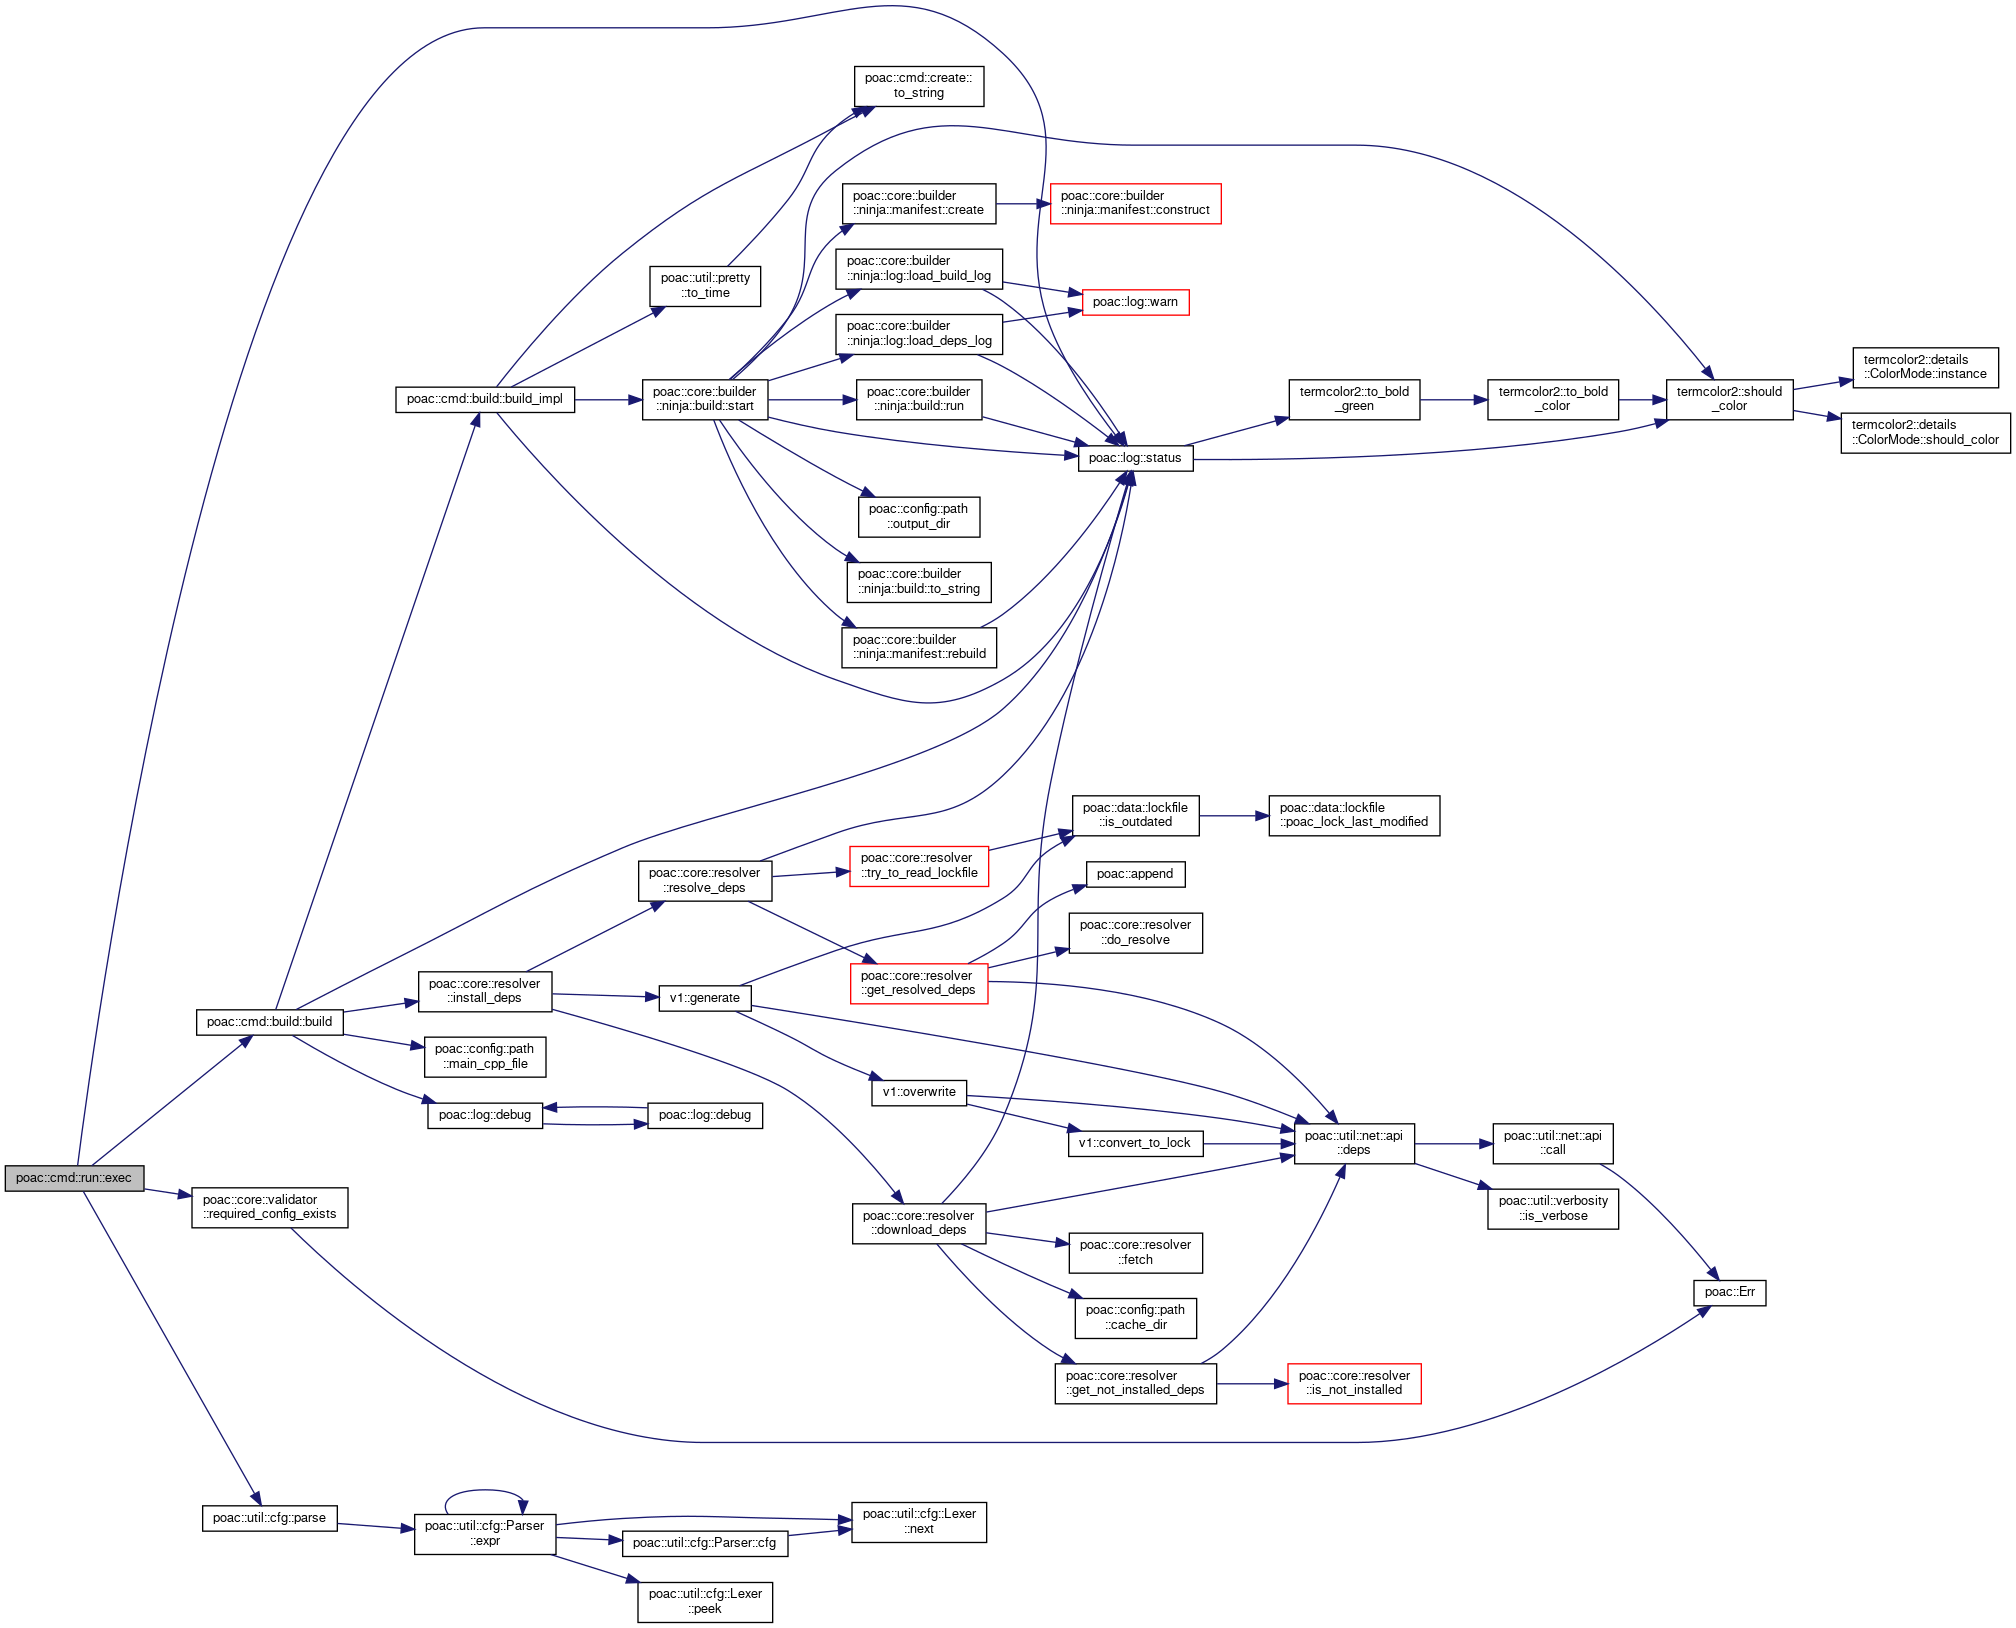 poac::cmd::create::
to_string
poac::core::builder
::ninja::manifest::create
poac::core::builder
::ninja::manifest::construct
poac::core::builder
::ninja::log::load_build_log
poac::util::pretty
::to_time
poac::log::warn
poac::core::builder
::ninja::log::load_deps_log
termcolor2::details
::ColorMode::instance
poac::cmd::build::build_impl
poac::core::builder
::ninja::build::start
poac::core::builder
::ninja::build::run
termcolor2::to_bold
_green
termcolor2::to_bold
_color
termcolor2::should
_color
termcolor2::details
::ColorMode::should_color
poac::log::status
poac::config::path
::output_dir
poac::core::builder
::ninja::build::to_string
poac::core::builder
::ninja::manifest::rebuild
poac::data::lockfile
::is_outdated
poac::data::lockfile
::poac_lock_last_modified
poac::core::resolver
::resolve_deps
poac::core::resolver
::try_to_read_lockfile
poac::append
poac::core::resolver
::do_resolve
poac::core::resolver
::install_deps
v1::generate
poac::core::resolver
::get_resolved_deps
poac::cmd::build::build
poac::config::path
::main_cpp_file
v1::overwrite
poac::log::debug
poac::log::debug
v1::convert_to_lock
poac::util::net::api
::deps
poac::util::net::api
::call
poac::cmd::run::exec
poac::core::validator
::required_config_exists
poac::util::verbosity
::is_verbose
poac::core::resolver
::download_deps
poac::core::resolver
::fetch
poac::Err
poac::config::path
::cache_dir
poac::core::resolver
::get_not_installed_deps
poac::core::resolver
::is_not_installed
poac::util::cfg::parse
poac::util::cfg::Parser
::expr
poac::util::cfg::Lexer
::next
poac::util::cfg::Parser::cfg
poac::util::cfg::Lexer
::peek